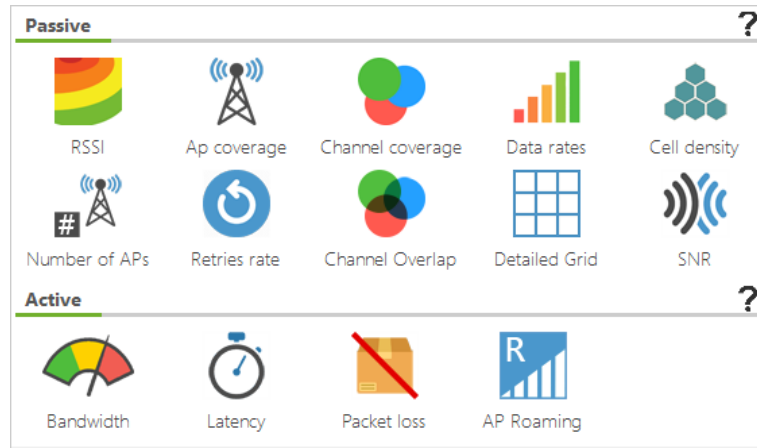 Passive ?
RSSI Ap coverage Channel coverage Data rates Cell density
#
Number of APs Retries rate Channel Overlap Detailed Grid SNR
Active ?
R
Bandwidth Latency Packet loss AP Roaming